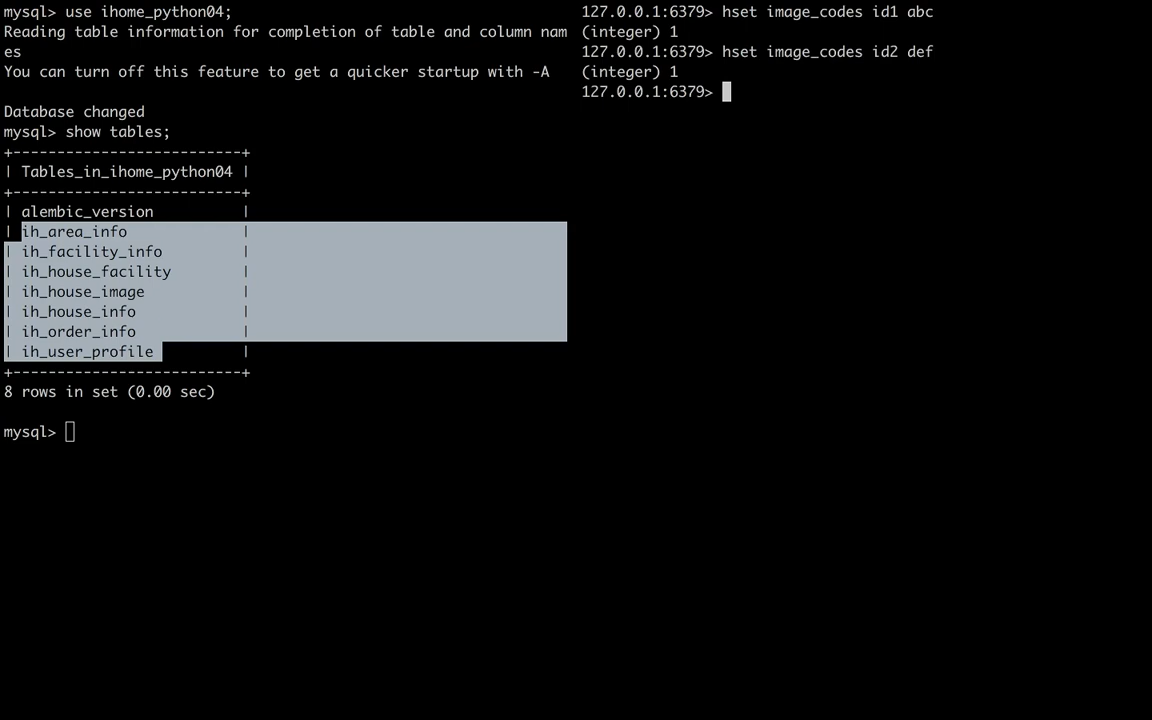 mysql> use ihome_python04;
Reading table information for completion of table and column nam
es
You can turn off this feature to get a quicker startup with -A
Database changed
mysql> show tables;
+--------------------------+
| Tables_in_ihome_python04 |
+--------------------------+
| alembic_version          |
| ih_area_info             |
| ih_facility_info         |
| ih_house_facility        |
| ih_house_image           |
| ih_house_info            |
| ih_order_info            |
| ih_user_profile          |
+--------------------------+
8 rows in set (0.00 sec)
mysql>
127.0.0.1:6379> hset image_codes id1 abc
(integer) 1
127.0.0.1:6379> hset image_codes id2 def
(integer) 1
127.0.0.1:6379>